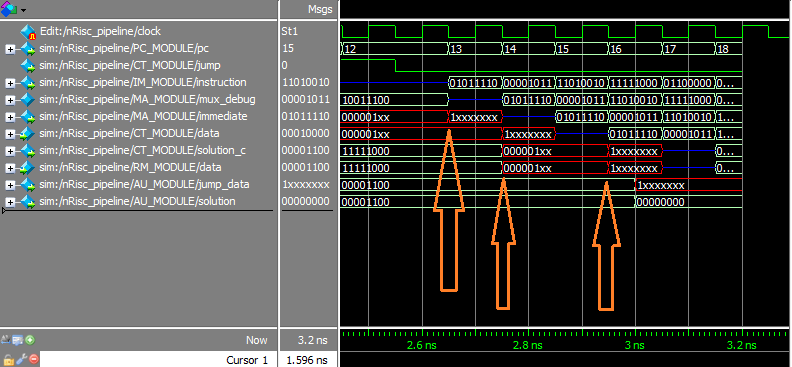 Msgs
Edit:/nRisc_pipeline/clock St1
sim:/nRisc_pipeline/PC_MODULE/pc 15 12 13 14 15 16 17 18
sim:/nRisc_pipeline/CT_MODULE/jump 0
sim:/nRisc_pipeline/IM_MODULE/instruction 11010010 01011110 00001011 11010010 11111000 01100000 0...
sim:/nRisc_pipeline/MA_MODULE/mux_debug 00001011 10011100 01011110 00001011 11010010 11111000 0...
sim:/nRisc_pipeline/MA_MODULE/immediate 01011110 000001xx 1xxxxxxx 01011110 00001011 11010010 1...
sim:/nRisc_pipeline/CT_MODULE/data 00010000 000001xx 1xxxxxxx 01011110 00001011 1...
sim:/nRisc_pipeline/CT_MODULE/solution_c 00001100 11111000 000001xx 1xxxxxxx 0...
sim:/nRisc_pipeline/RM_MODULE/data 00001100 11111000 000001xx 1xxxxxxx 0...
sim:/nRisc_pipeline/AU_MODULE/jump_data 1xxxxxxx 00001100 1xxxxxxx
sim:/nRisc_pipeline/AU_MODULE/solution 00000000 00001100 00000000
Now 3.2 ns 2.6 ns 2.8 ns 3 ns 3.2 ns
Cursor 1 1.596 ns